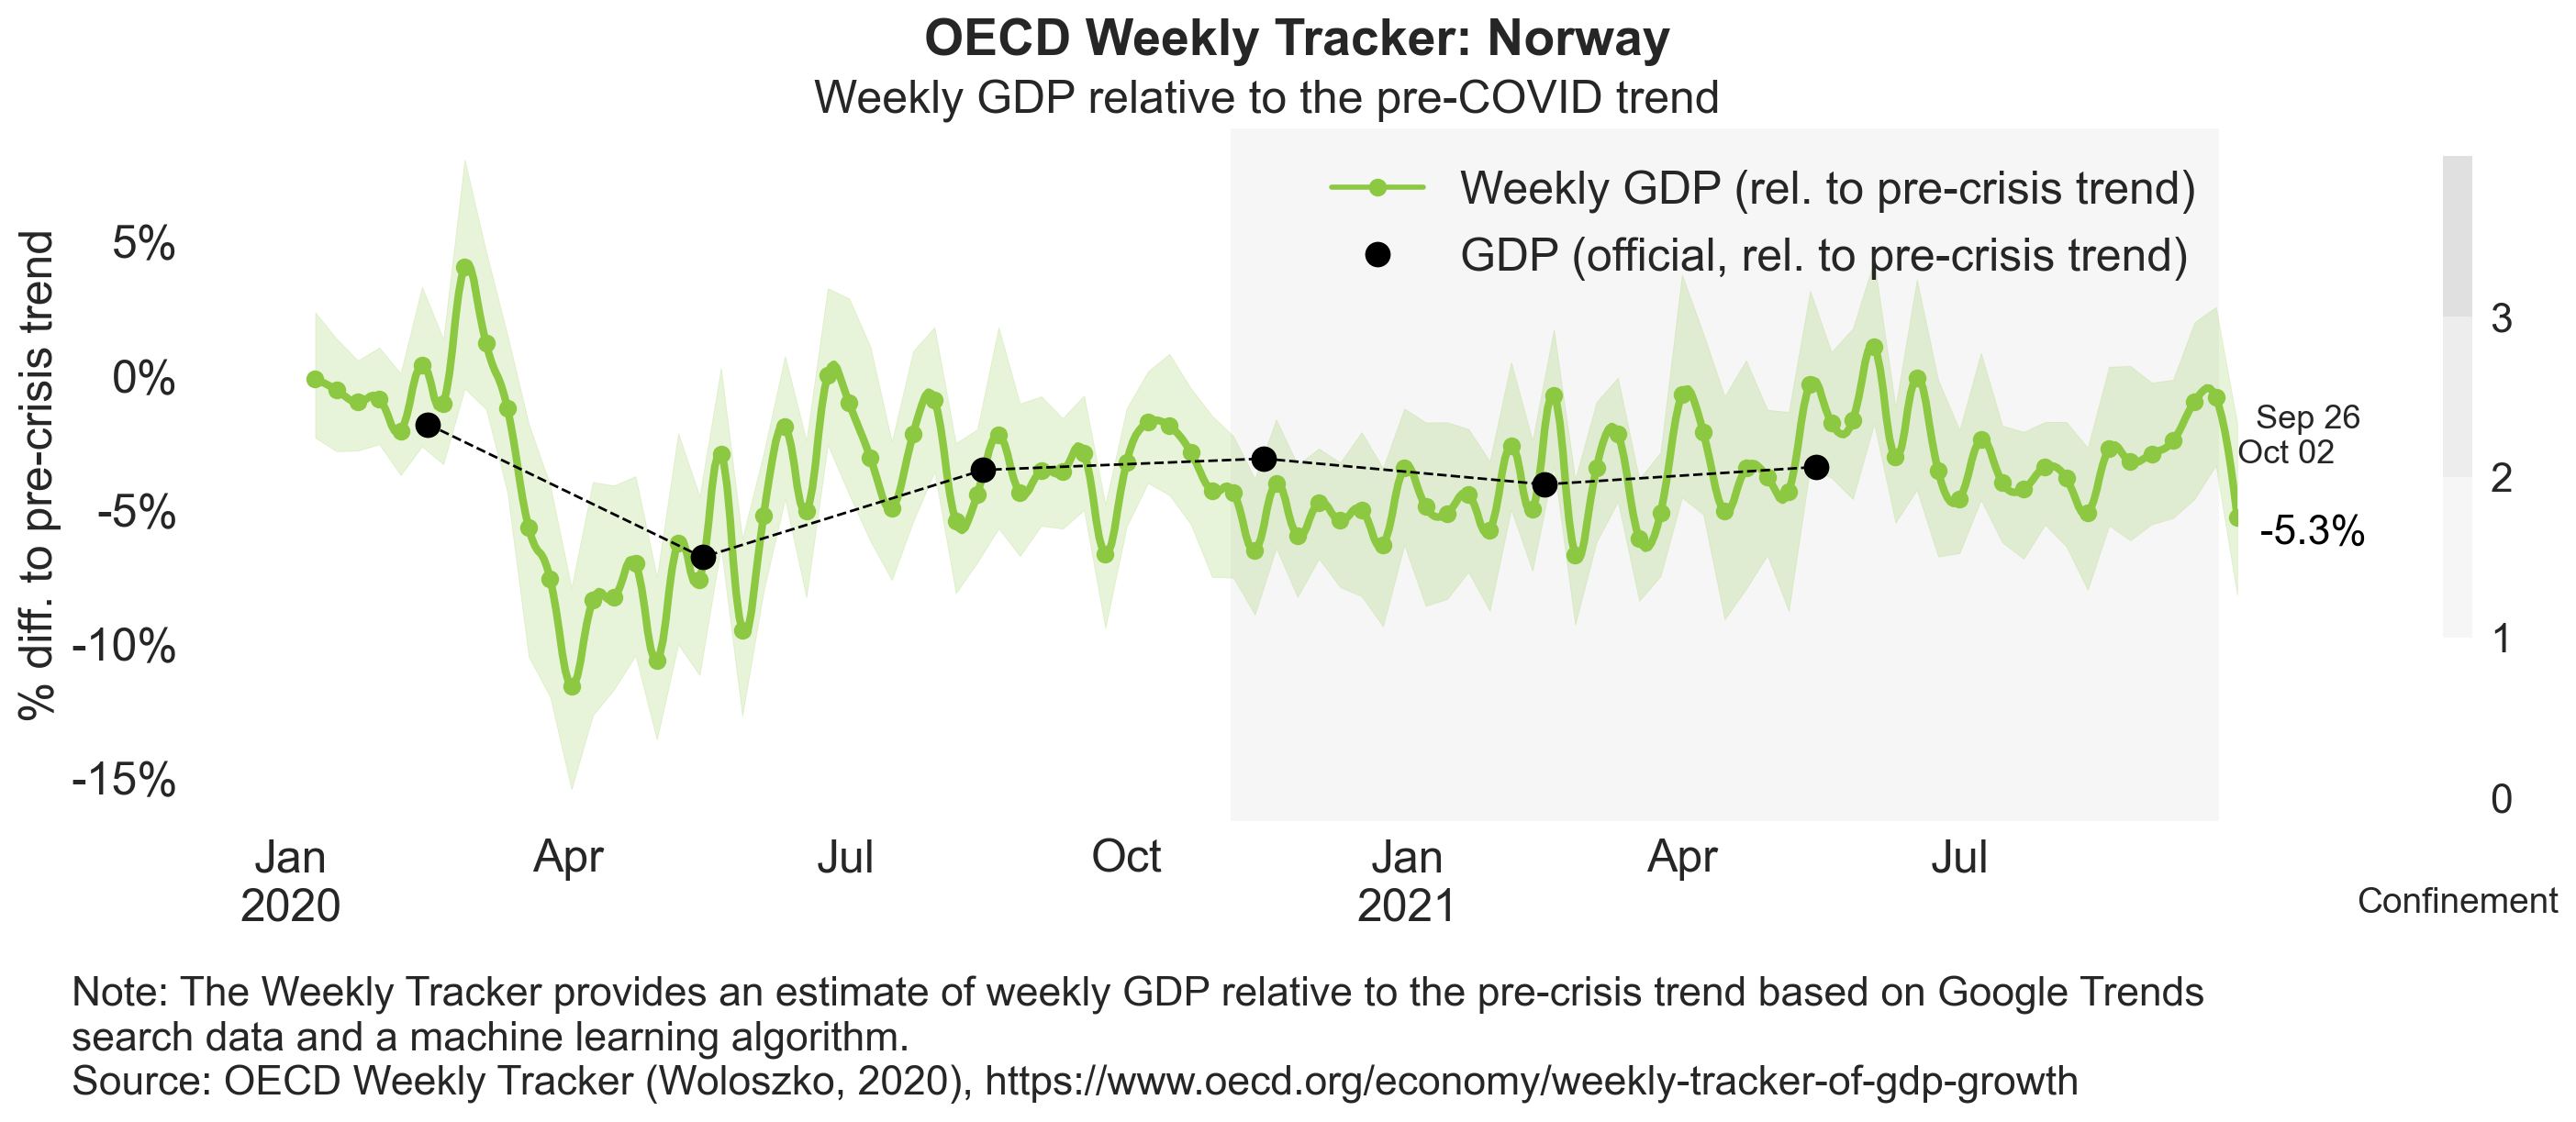 OECD Weekly Tracker: Norway
Weekly GDP relative to the pre-COVID trend
Weekly GDP (rel. to pre-crisis trend)
GDP (official, rel. to pre-crisis trend)
% diff. to pre-crisis trend
5%
0%
-5%
-10%
-15%
Sep 26
Oct 02
-5.3%
3
2
1
0
Confinement
Jan
2020
Apr
Jul
Oct
Jan
2021
Apr
Jul
Note: The Weekly Tracker provides an estimate of weekly GDP relative to the pre-crisis trend based on Google Trends
search data and a machine learning algorithm.
Source: OECD Weekly Tracker (Woloszko, 2020), https://www.oecd.org/economy/weekly-tracker-of-gdp-growth